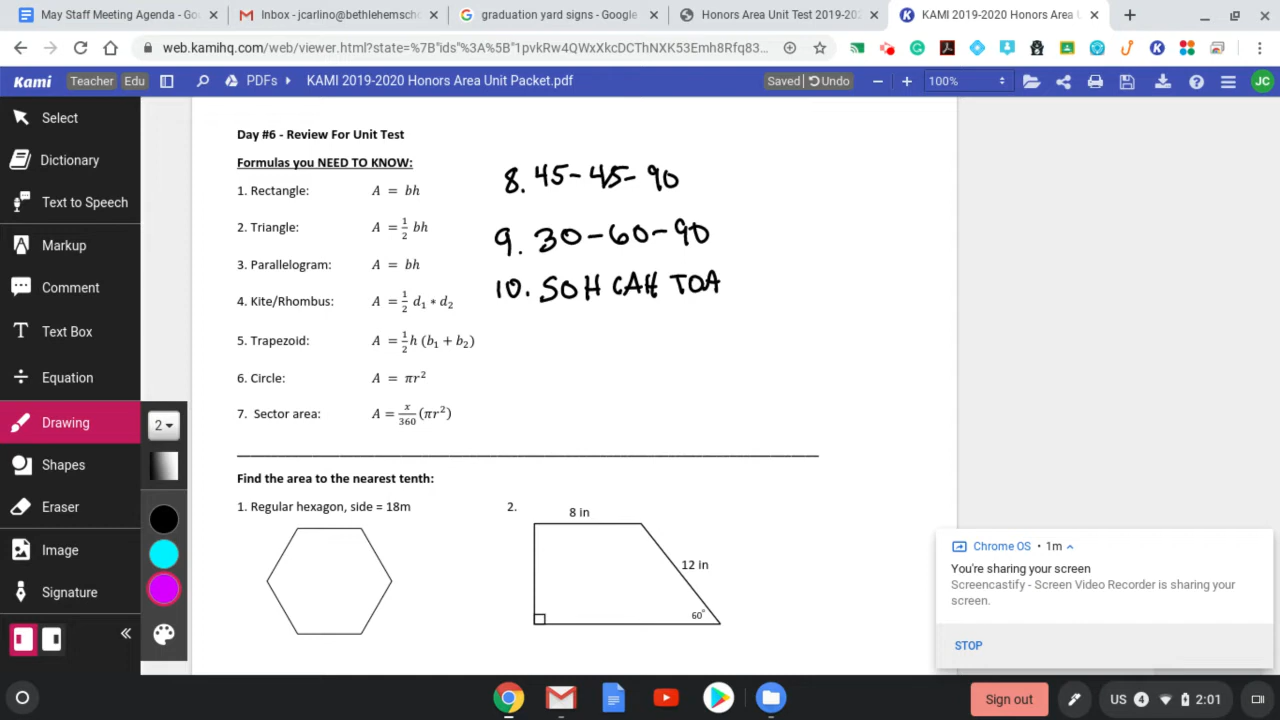 May Staff Meeting Agenda - Go
Inbox - jcarlino@bethlehemsch
graduation yard signs - Google
Honors Area Unit Test 2019-202
KAMI 2019-2020 Honors Area U
web.kamihq.com/web/viewer.html?state=%7B"ids"%3A%5B"1pvkRw4QWxXkcDCThNXK53Emh8Rfq83...
Kami Teacher Edu PDFs KAMI 2019-2020 Honors Area Unit Packet.pdf Saved Undo 100% JC
Select
Dictionary
Text to Speech
Markup
Comment
Text Box
Equation
Drawing
Shapes
Eraser
Image
Signature
2
Day #6 - Review For Unit Test
Formulas you NEED TO KNOW:
1. Rectangle: A = bh
2. Triangle: A = 1/2 bh
3. Parallelogram: A = bh
4. Kite/Rhombus: A = 1/2 d₁ * d₂
5. Trapezoid: A = 1/2 h (b₁ + b₂)
6. Circle: A = πr²
7. Sector area: A = x/360 (πr²)
8. 45-45-90
9. 30-60-90
10. SOH CAH TOA
Find the area to the nearest tenth:
1. Regular hexagon, side = 18m
2.
8 in
12 in
60°
Chrome OS • 1m
You're sharing your screen
Screencastify - Screen Video Recorder is sharing your
screen.
STOP
Sign out
US 4 2:01